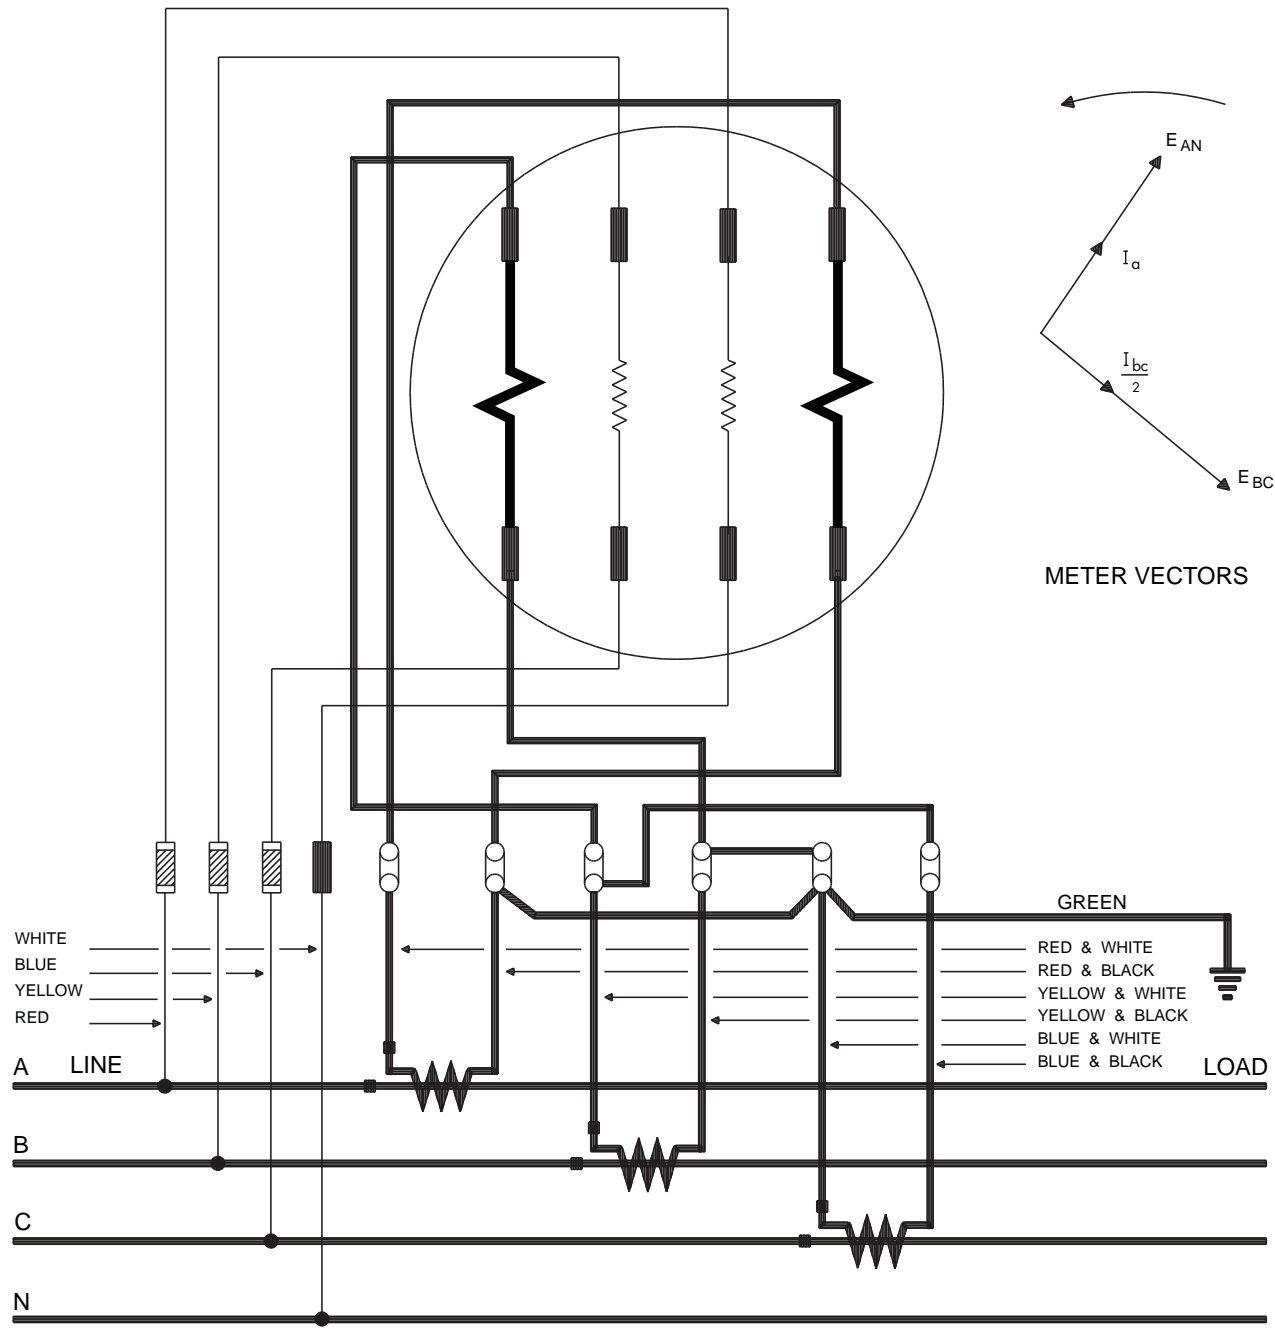 E AN
I a
I bc
2
E BC
METER VECTORS
GREEN
WHITE
BLUE
YELLOW
RED
RED & WHITE
RED & BLACK
YELLOW & WHITE
YELLOW & BLACK
BLUE & WHITE
BLUE & BLACK
A LINE LOAD
B
C
N